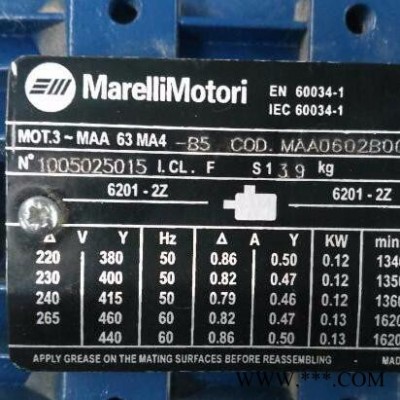 MarelliMotori EN 60034-1
IEC 60034-1
MOT.3~ MAA 63 MA4 -B5 COD. MAA0602B00
N° 1005025015 I.CL. F S1 3,9 kg
6201-2Z 6201-2Z
Δ V Y Hz Δ A Y KW min
220 380 50 0.86 0.50 0.12 1340
230 400 50 0.82 0.47 0.12 1350
240 415 50 0.79 0.46 0.12 1360
265 460 60 0.82 0.47 0.13 1620
440 60 0.86 0.50 0.13 1620
APPLY GREASE ON THE MATING SURFACES BEFORE REASSEMBLING - MAD
WWW.***.COM